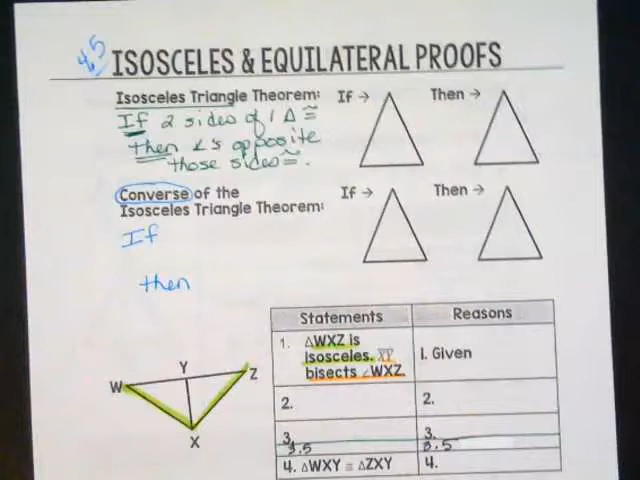 4.5
ISOSCELES & EQUILATERAL PROOFS
Isosceles Triangle Theorem: If → Then →
If 2 sides of 1 Δ ≅
then ∠'s opposite
those sides ≅.
Converse of the If → Then →
Isosceles Triangle Theorem:
If
then
Statements Reasons
1. ΔWXZ is
isosceles. XY
bisects ∠WXZ. 1. Given
2. 2.
3. 3.
3.5 3.5
4. ΔWXY ≅ ΔZXY 4.
Y
W Z
X